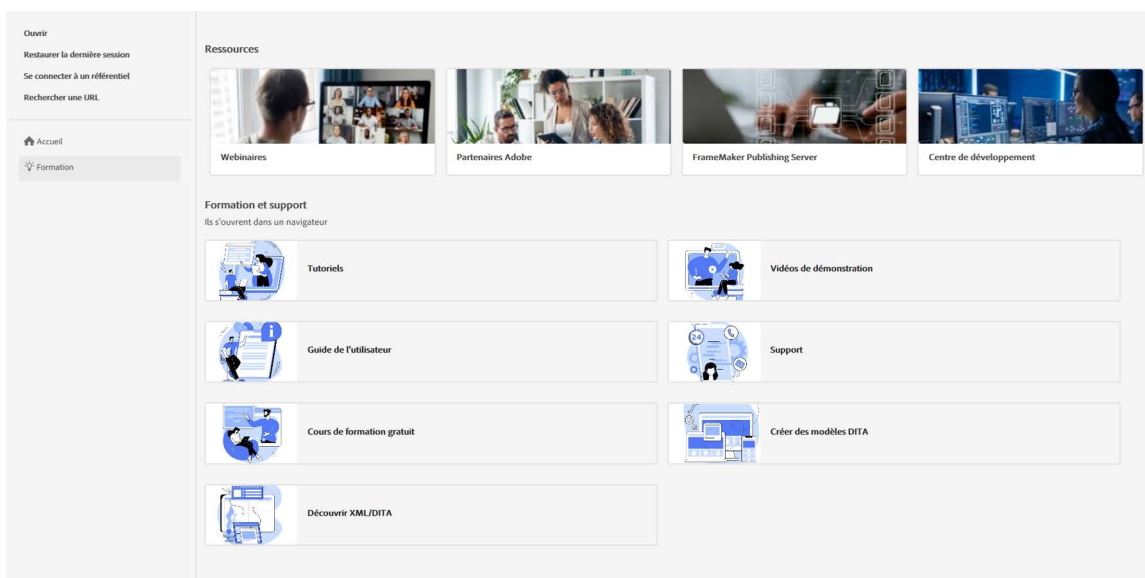 Ouvrir
Restaurer la dernière session
Se connecter à un référentiel
Rechercher une URL
Accueil
Formation
Ressources
Webinaires
Partenaires Adobe
FrameMaker Publishing Server
Centre de développement
Formation et support
Ils s'ouvrent dans un navigateur
Tutoriels
Vidéos de démonstration
Guide de l'utilisateur
24
Support
Cours de formation gratuit
Créer des modèles DITA
Découvrir XML/DITA